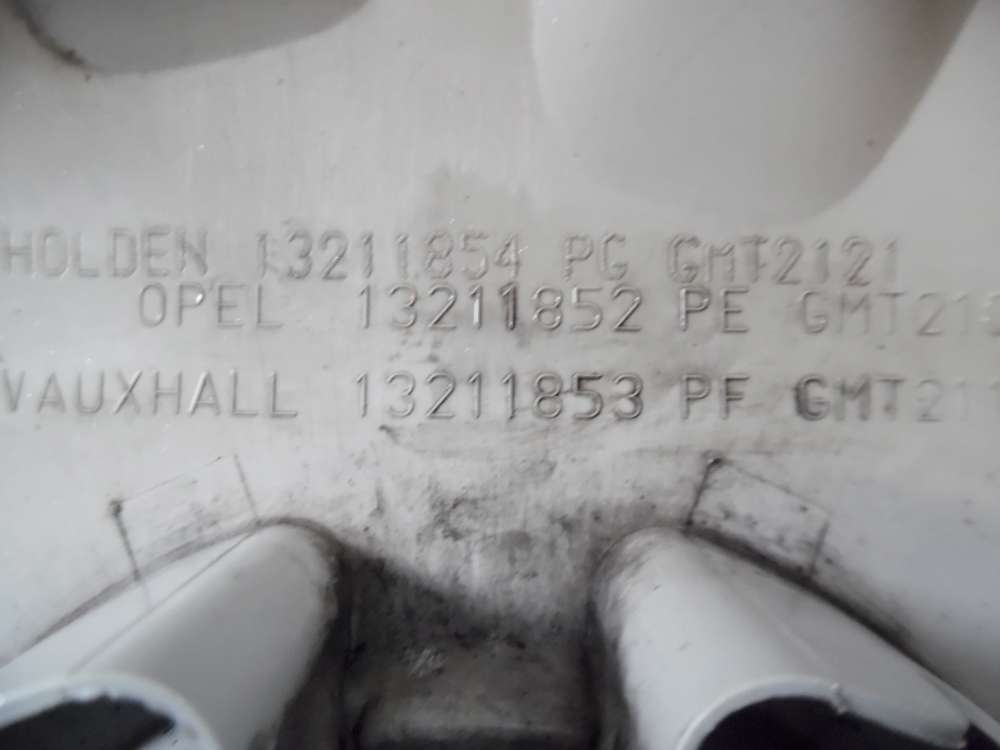 HOLDEN 13211854 PG GMT2121
OPEL 13211852 PE
VAUXHALL 13211853 PF